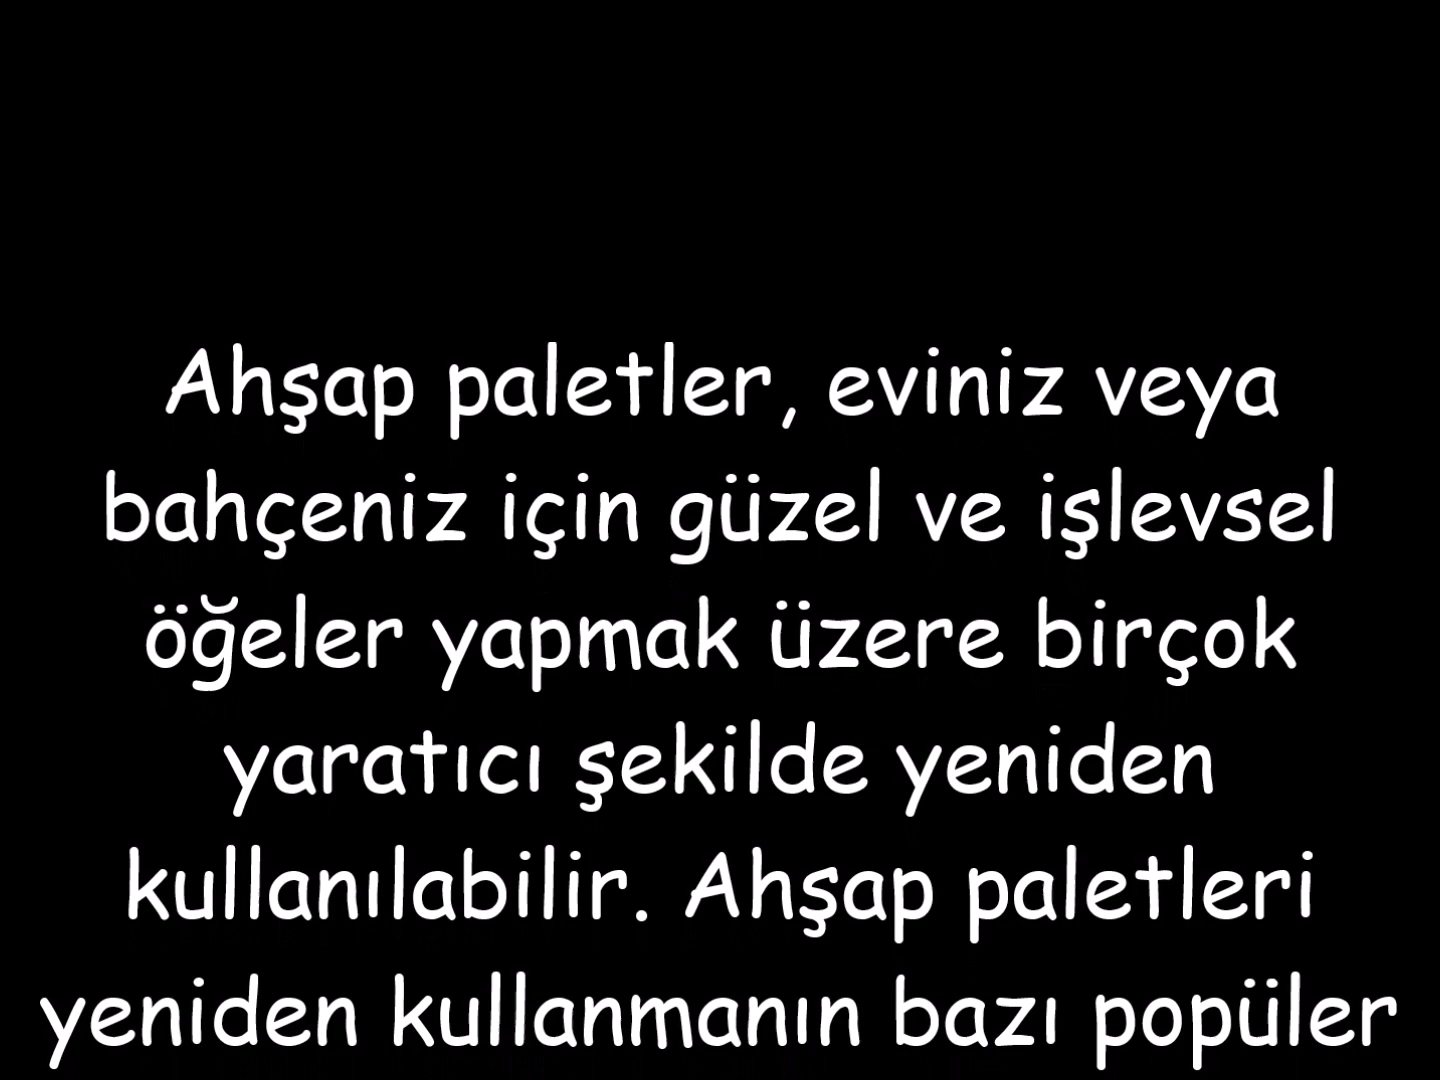 Ahşap paletler, eviniz veya
bahçeniz için güzel ve işlevsel
öğeler yapmak üzere birçok
yaratıcı şekilde yeniden
kullanılabilir. Ahşap paletleri
yeniden kullanmanın bazı popüler